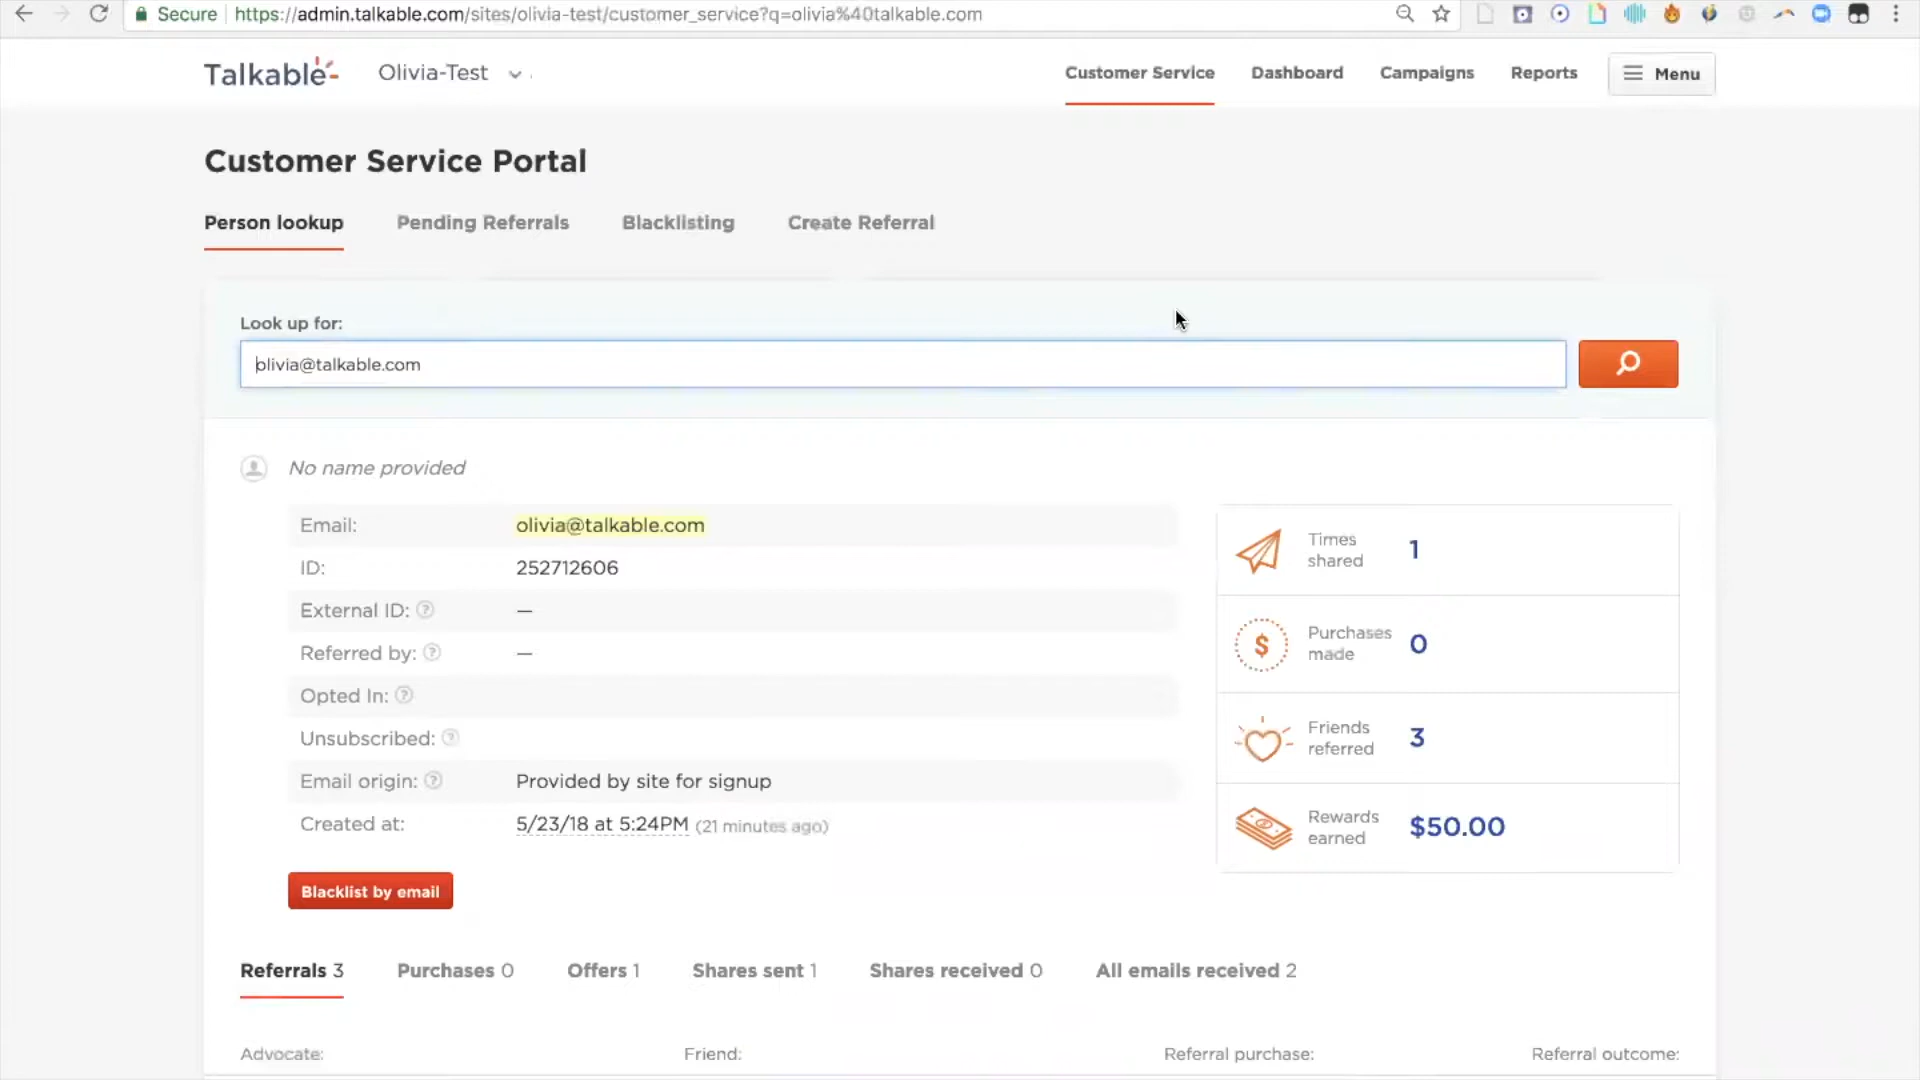 Secure https://admin.talkable.com/sites/olivia-test/customer_service?q=olivia%40talkable.com
Talkable Olivia-Test Customer Service Dashboard Campaigns Reports Menu
Customer Service Portal
Person lookup Pending Referrals Blacklisting Create Referral
Look up for:
olivia@talkable.com
No name provided
Email: olivia@talkable.com
ID: 252712606
External ID: ? —
Referred by: ? —
Opted In: ?
Unsubscribed: ?
Email origin: ? Provided by site for signup
Created at: 5/23/18 at 5:24PM (21 minutes ago)
Times shared 1
Purchases made 0
Friends referred 3
Rewards earned $50.00
Blacklist by email
Referrals 3 Purchases 0 Offers 1 Shares sent 1 Shares received 0 All emails received 2
Advocate: Friend: Referral purchase: Referral outcome: